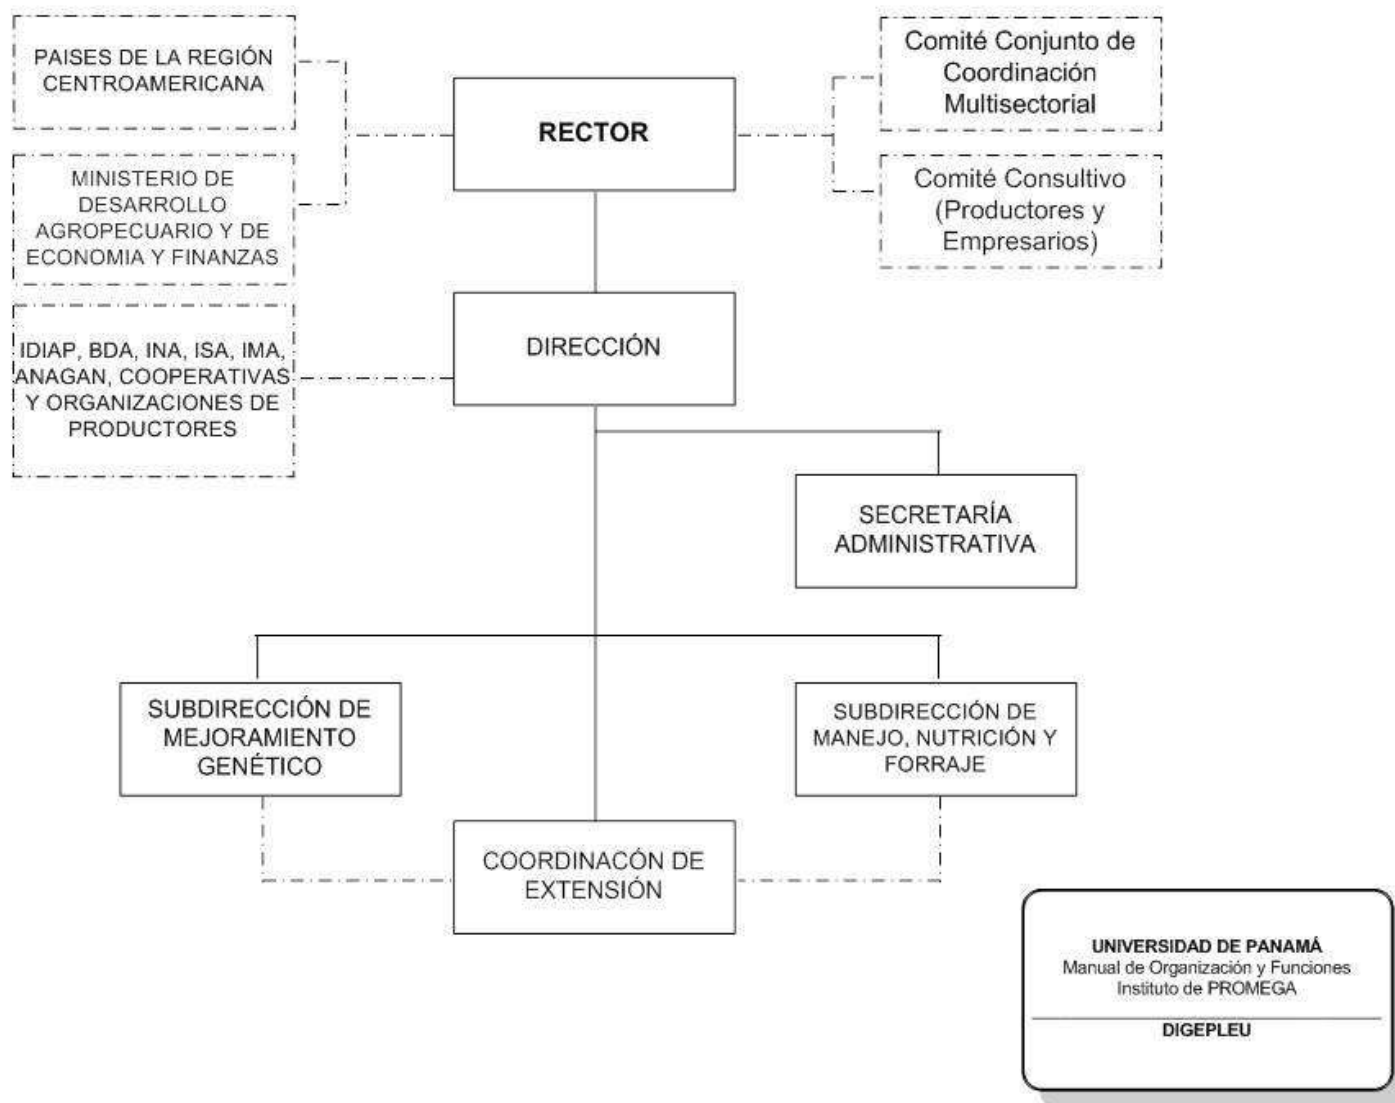 PAISES DE LA REGIÓN
CENTROAMERICANA
RECTOR
Comité Conjunto de
Coordinación
Multisectorial
MINISTERIO DE
DESARROLLO
AGROPECUARIO Y DE
ECONOMIA Y FINANZAS
Comité Consultivo
(Productores y
Empresarios)
IDIAP, BDA, INA, ISA, IMA,
ANAGAN, COOPERATIVAS
Y ORGANIZACIONES DE
PRODUCTORES
DIRECCIÓN
SECRETARÍA
ADMINISTRATIVA
SUBDIRECCIÓN DE
MEJORAMIENTO
GENÉTICO
SUBDIRECCIÓN DE
MANEJO, NUTRICIÓN Y
FORRAJE
COORDINACÓN DE
EXTENSIÓN
UNIVERSIDAD DE PANAMÁ
Manual de Organización y Funciones
Instituto de PROMEGA
DIGEPLEU